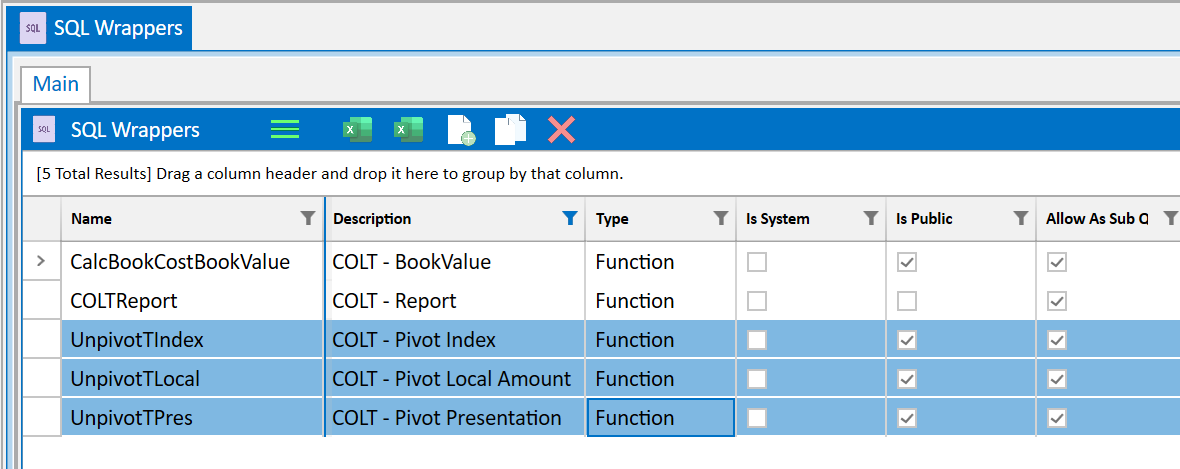 SQL SQL Wrappers
Main
SQL SQL Wrappers X X
[5 Total Results] Drag a column header and drop it here to group by that column.
Name Description Type Is System Is Public Allow As Sub Q
CalcBookCostBookValue COLT - BookValue Function
COLTReport COLT - Report Function
UnpivotTIndex COLT - Pivot Index Function
UnpivotTLocal COLT - Pivot Local Amount Function
UnpivotTPres COLT - Pivot Presentation Function